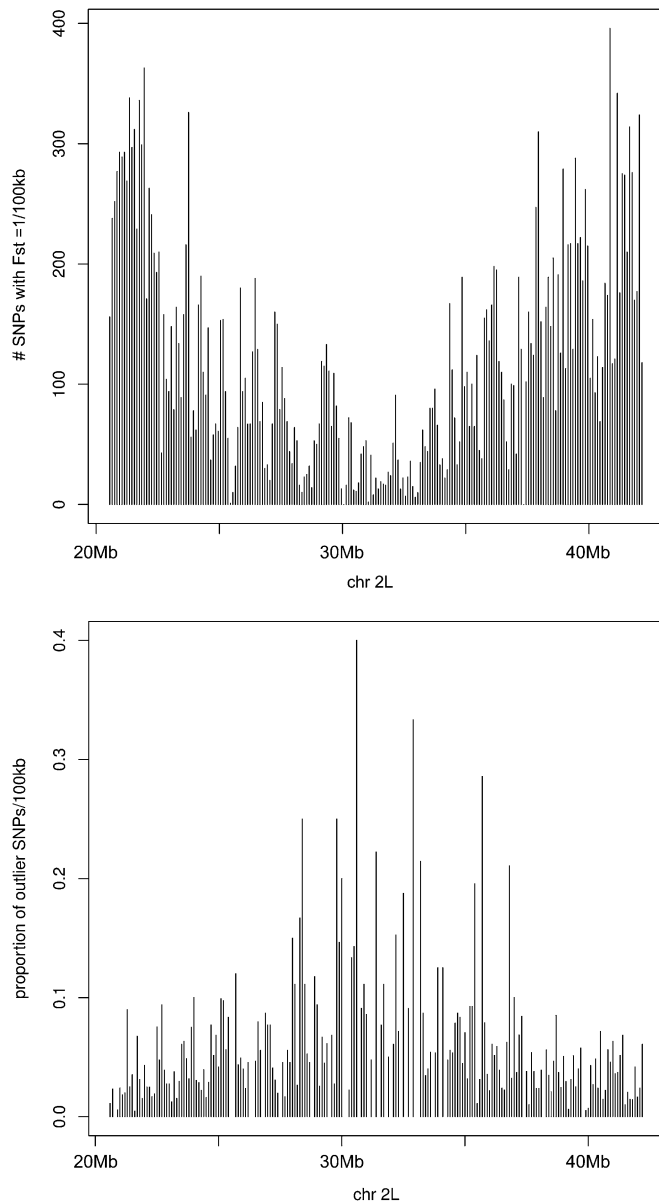 400
300
200
100
0
# SNPs with Fst =1/100kb
20Mb
30Mb
40Mb
chr 2L
0.4
0.3
0.2
0.1
0.0
proportion of outlier SNPs/100kb
20Mb
30Mb
40Mb
chr 2L